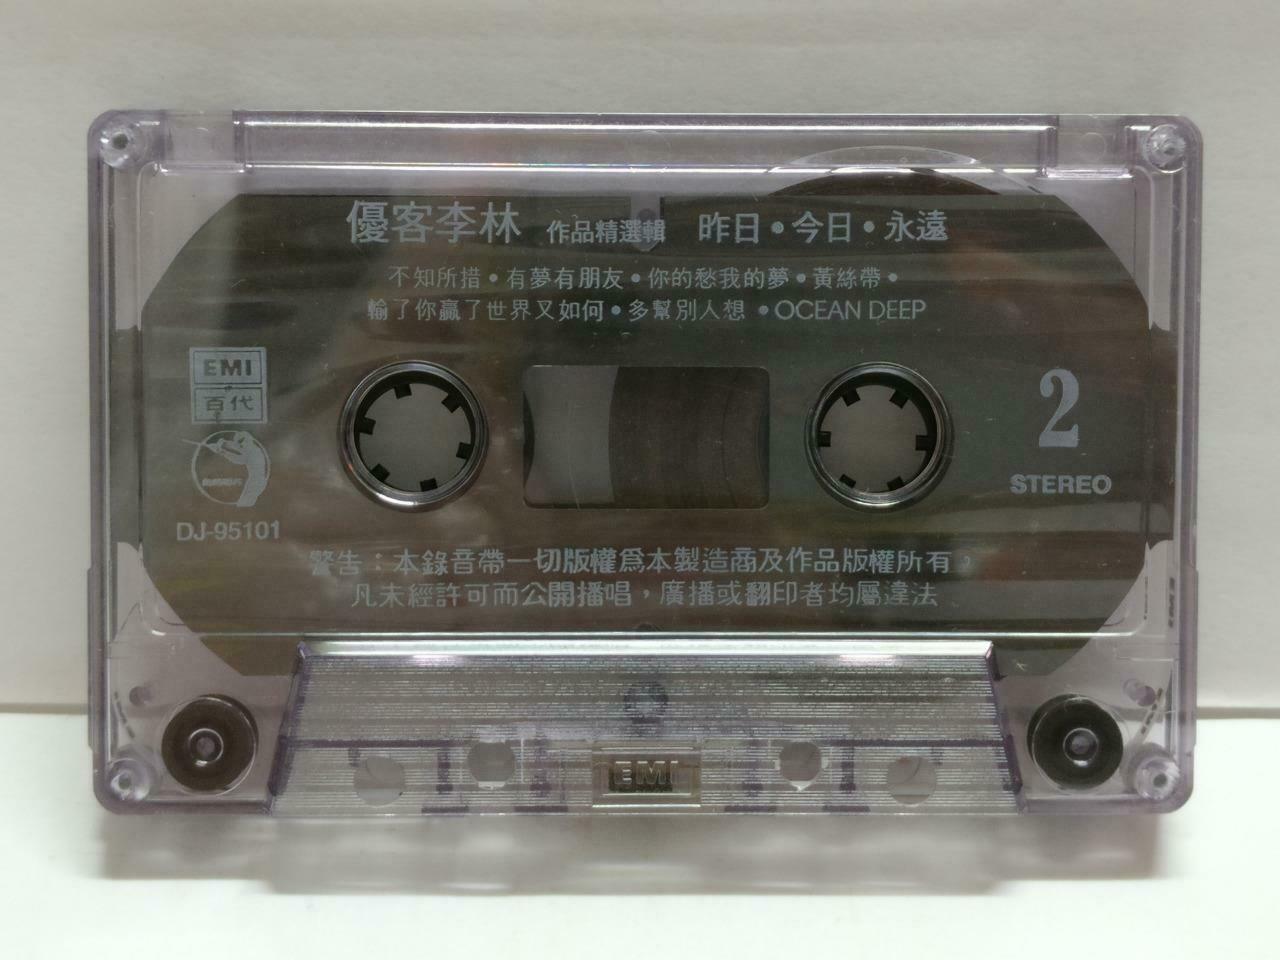 優客李林 作品精選輯 昨日•今日•永遠
不知所措•有夢有朋友•你的愁我的夢•黃絲帶•
輸了你贏了世界又如何•多幫別人想•OCEAN DEEP
EMI
百代
2
STEREO
DJ-95101
警告：本錄音帶一切版權為本製造商及作品版權所有，
凡未經許可而公開播唱，廣播或翻印者均屬違法
EMI